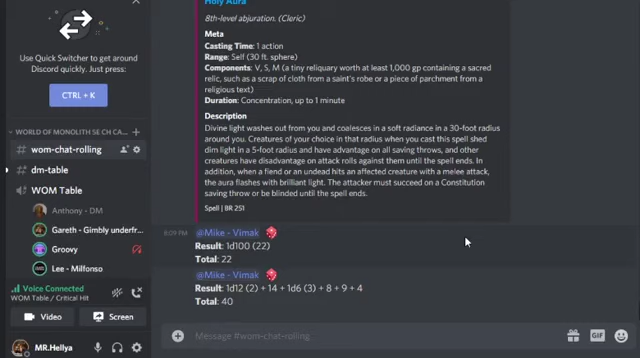 Use Quick Switcher to get around
Discord quickly. Just press:
CTRL + K
WORLD OF MONOLITH SE CH CA...
wom-chat-rolling
dm-table
WOM Table
Anthony - DM
Gareth - Gimbly underfr...
Groovy
Lee - Milfonso
Voice Connected
WOM Table / Critical Hit
Video
Screen
MR.Hellya
Holy Aura
8th-level abjuration. (Cleric)
Meta
Casting Time: 1 action
Range: Self (30 ft. sphere)
Components: V, S, M (a tiny reliquary worth at least 1,000 gp containing a sacred
relic, such as a scrap of cloth from a saint's robe or a piece of parchment from a
religious text)
Duration: Concentration, up to 1 minute
Description
Divine light washes out from you and coalesces in a soft radiance in a 30-foot radius
around you. Creatures of your choice in that radius when you cast this spell shed
dim light in a 5-foot radius and have advantage on all saving throws, and other
creatures have disadvantage on attack rolls against them until the spell ends. In
addition, when a fiend or an undead hits an affected creature with a melee attack,
the aura flashes with brilliant light. The attacker must succeed on a Constitution
saving throw or be blinded until the spell ends.
Spell | BR 251
8:09 PM @Mike - Vimak
Result: 1d100 (22)
Total: 22
@Mike - Vimak
Result: 1d12 (2) + 14 + 1d6 (3) + 8 + 9 + 4
Total: 40
Message #wom-chat-rolling
GIF